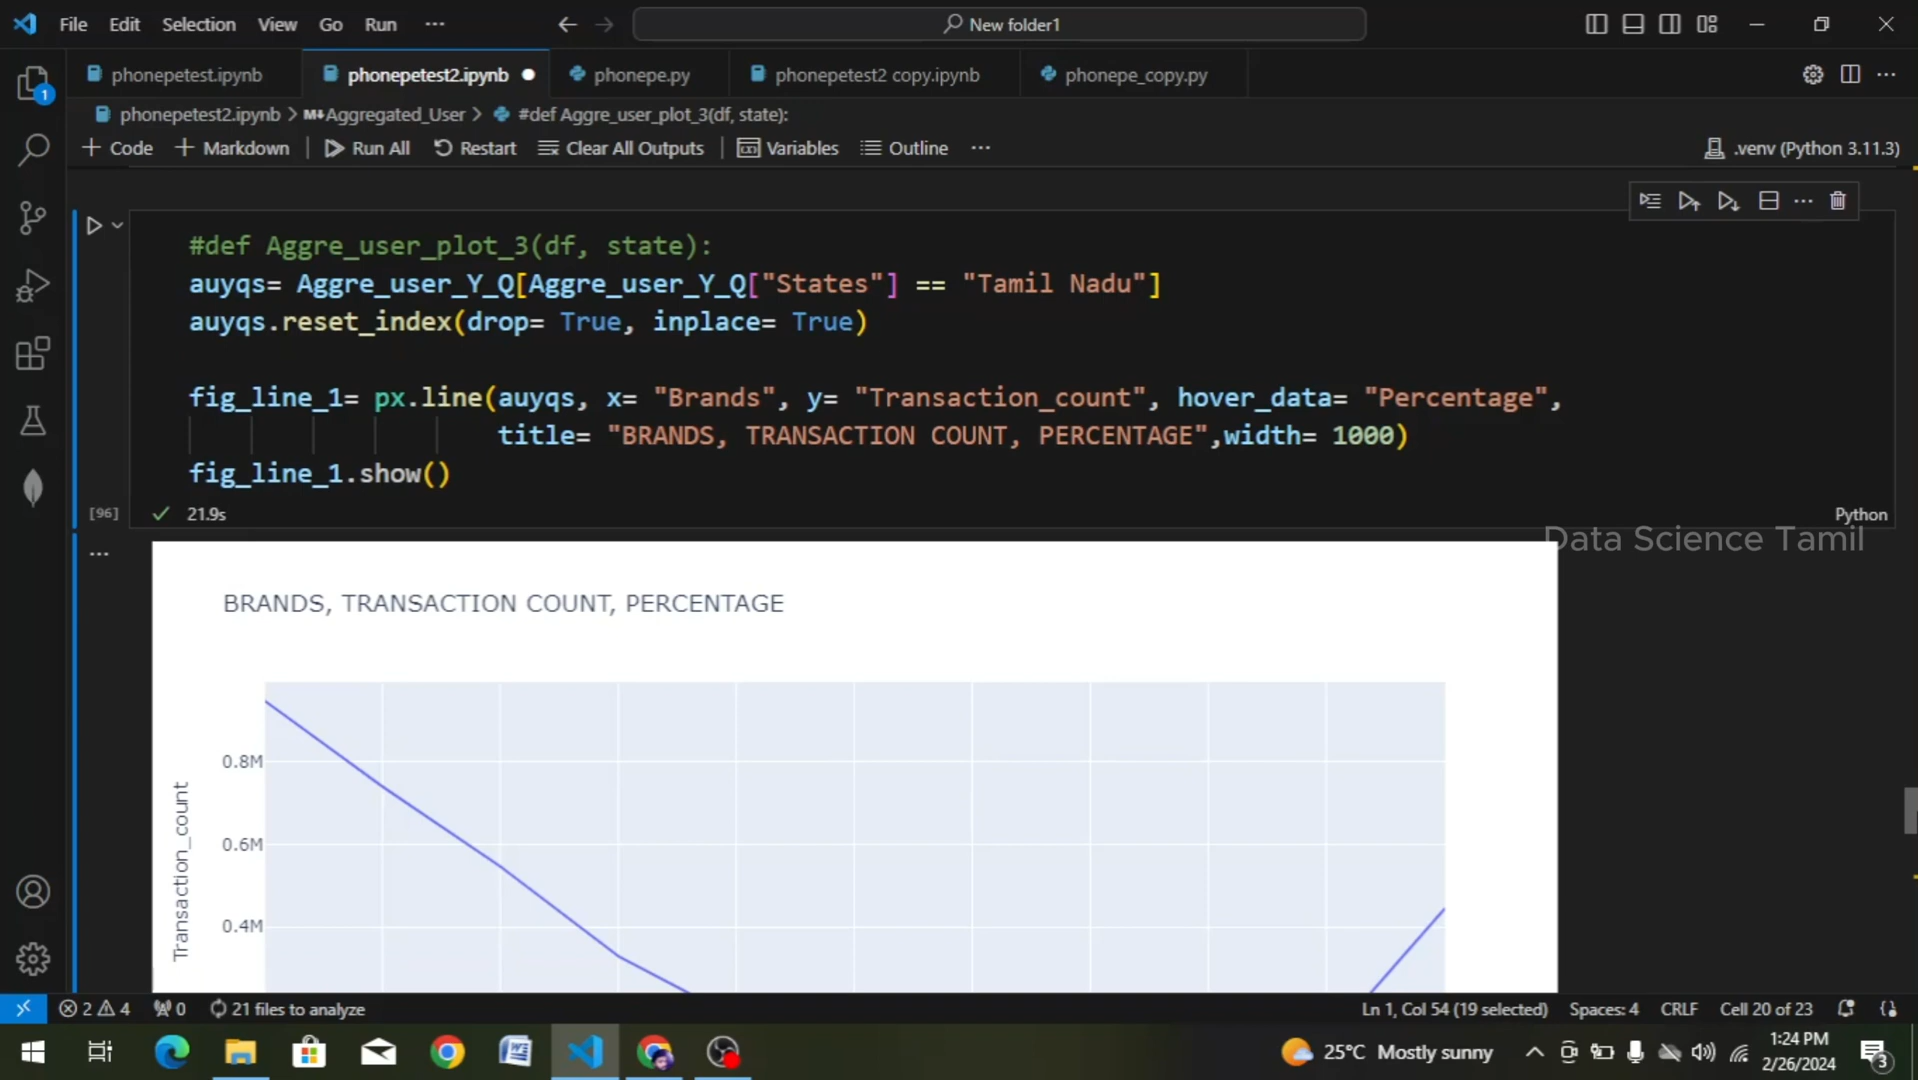 File Edit Selection View Go Run ··· New folder1
phonepetest.ipynb phonepetest2.ipynb phonepe.py phonepetest2 copy.ipynb phonepe_copy.py
1
phonepetest2.ipynb > M↓Aggregated_User > #def Aggre_user_plot_3(df, state):
+ Code + Markdown Run All Restart Clear All Outputs Variables Outline ··· .venv (Python 3.11.3)
#def Aggre_user_plot_3(df, state):
auyqs= Aggre_user_Y_Q[Aggre_user_Y_Q["States"] == "Tamil Nadu"]
auyqs.reset_index(drop= True, inplace= True)
fig_line_1= px.line(auyqs, x= "Brands", y= "Transaction_count", hover_data= "Percentage",
title= "BRANDS, TRANSACTION COUNT, PERCENTAGE",width= 1000)
fig_line_1.show()
[96] 21.9s Python
Data Science Tamil
BRANDS, TRANSACTION COUNT, PERCENTAGE
0.8M
0.6M
0.4M
Transaction_count
2 4 0 21 files to analyze Ln 1, Col 54 (19 selected) Spaces: 4 CRLF Cell 20 of 23
25°C Mostly sunny 1:24 PM
2/26/2024
3